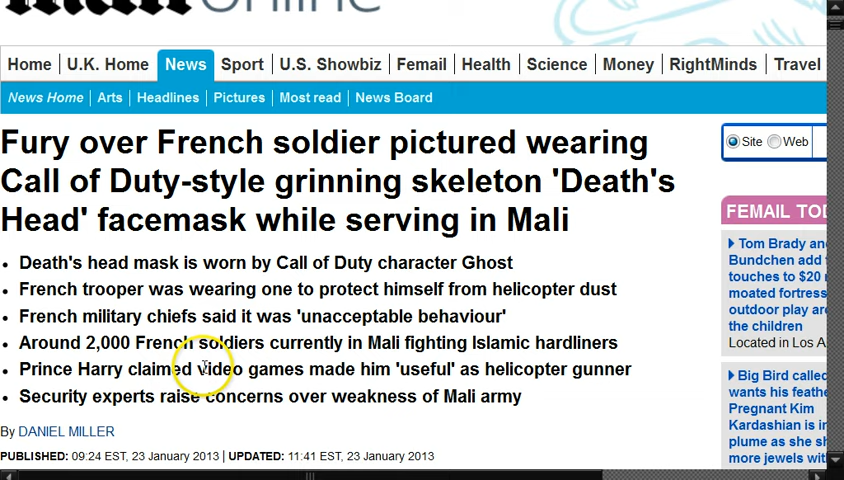 Mail Online
Home U.K. Home News Sport U.S. Showbiz Femail Health Science Money RightMinds Travel
News Home Arts Headlines Pictures Most read News Board
Fury over French soldier pictured wearing
Call of Duty-style grinning skeleton 'Death's
Head' facemask while serving in Mali
Death's head mask is worn by Call of Duty character Ghost
French trooper was wearing one to protect himself from helicopter dust
French military chiefs said it was 'unacceptable behaviour'
Around 2,000 French soldiers currently in Mali fighting Islamic hardliners
Prince Harry claimed video games made him 'useful' as helicopter gunner
Security experts raise concerns over weakness of Mali army
By DANIEL MILLER
PUBLISHED: 09:24 EST, 23 January 2013 | UPDATED: 11:41 EST, 23 January 2013
Site Web
FEMAIL TOD
Tom Brady and
Bundchen add
touches to $20
moated fortress
outdoor play
the children
Located in Los A
Big Bird called
wants his
Pregnant Kim
Kardashian is in
plume as she
more jewels